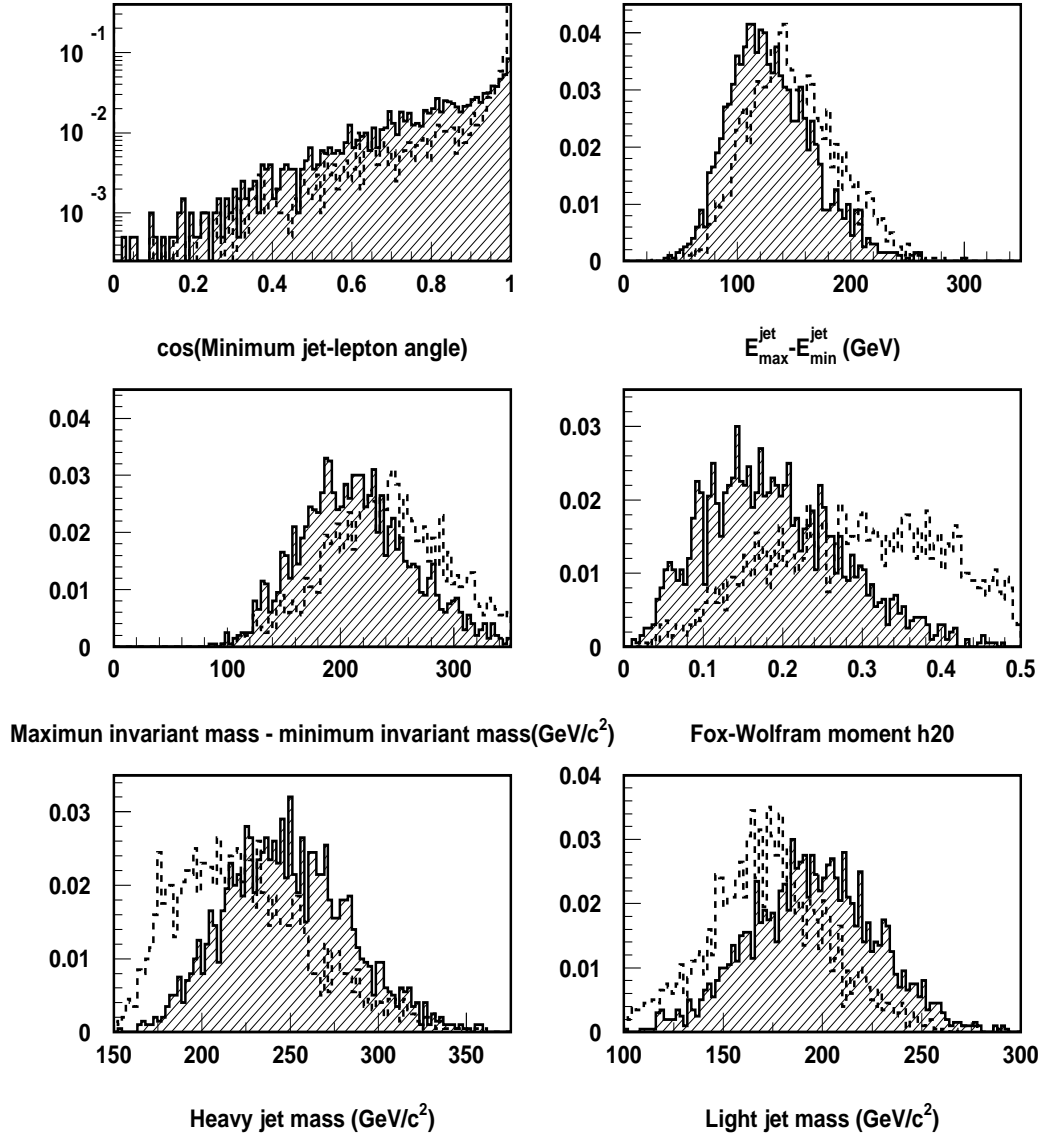 10^-1
10^-2
10^-3
0 0.2 0.4 0.6 0.8 1
cos(Minimum jet-lepton angle)
0.04
0.03
0.02
0.01
0
0 100 200 300
E^jet_max-E^jet_min (GeV)
0.04
0.03
0.02
0.01
0
0 100 200 300
Maximun invariant mass - minimum invariant mass(GeV/c^2)
0.03
0.02
0.01
0
0 0.1 0.2 0.3 0.4 0.5
Fox-Wolfram moment h20
0.03
0.02
0.01
0
150 200 250 300 350
Heavy jet mass (GeV/c^2)
0.04
0.03
0.02
0.01
0
100 150 200 250 300
Light jet mass (GeV/c^2)